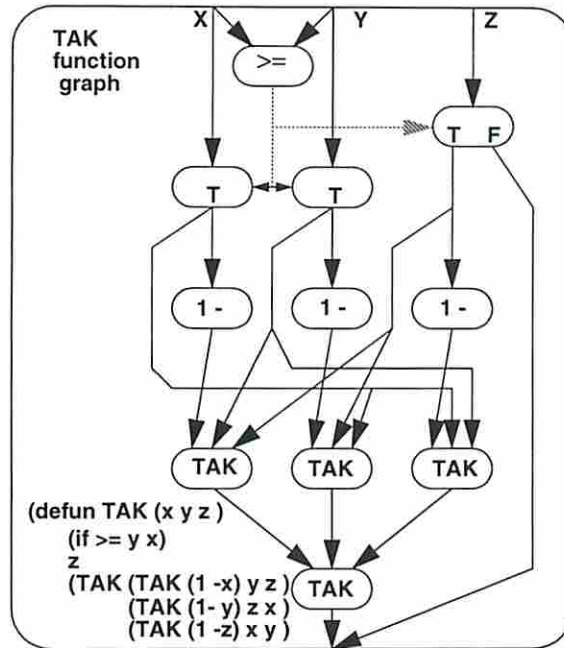 X Y Z
TAK
function
graph
>=
T F
T T
1 - 1 - 1 -
TAK TAK TAK
(defun TAK (x y z )
(if >= y x)
z
(TAK (TAK (1 -x) y z ) TAK
(TAK (1- y) z x )
(TAK (1 -z) x y )